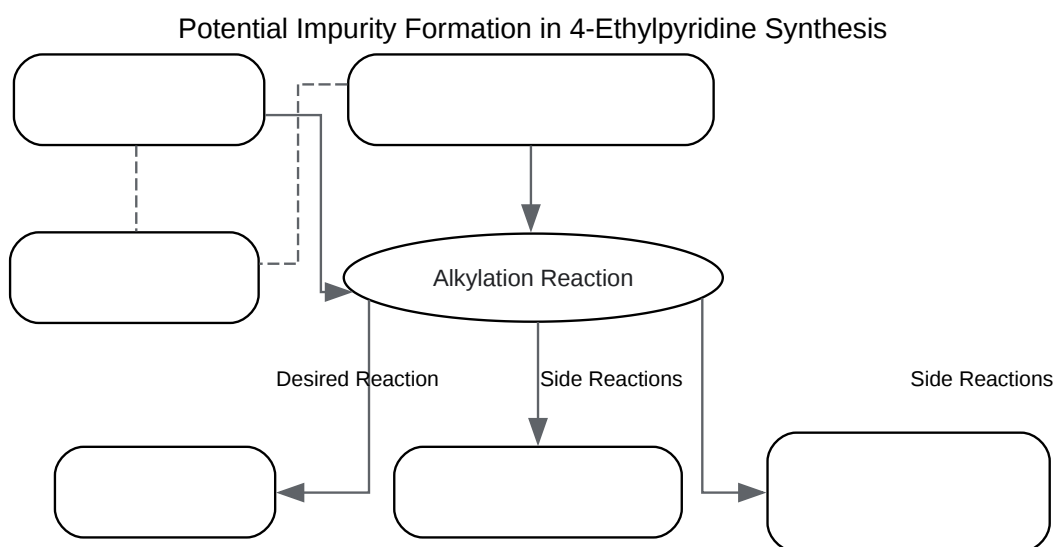 Potential Impurity Formation in 4-Ethylpyridine Synthesis
Alkylation Reaction
Desired Reaction
Side Reactions
Side Reactions